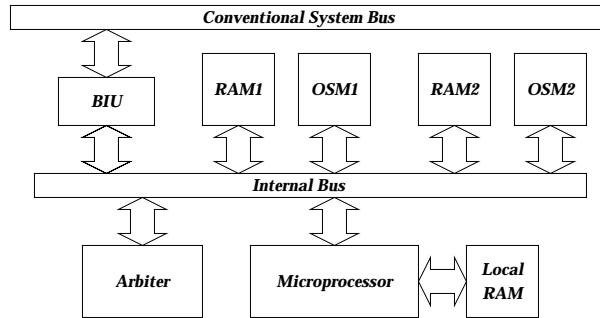 Conventional System Bus
BIU
RAM1
OSM1
RAM2
OSM2
Internal Bus
Arbiter
Microprocessor
Local
RAM